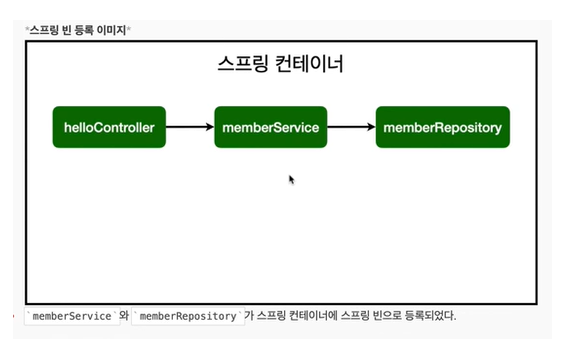 *스프링 빈 등록 이미지*
스프링 컨테이너
helloController
memberService
memberRepository
`memberService`와 `memberRepository`가 스프링 컨테이너에 스프링 빈으로 등록되었다.